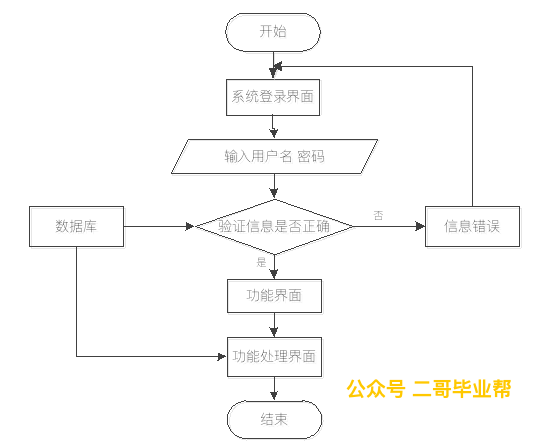 开始
系统登录界面
输入用户名 密码
数据库
验证信息是否正确
否
信息错误
是
功能界面
功能处理界面
公众号 二哥毕业帮
结束